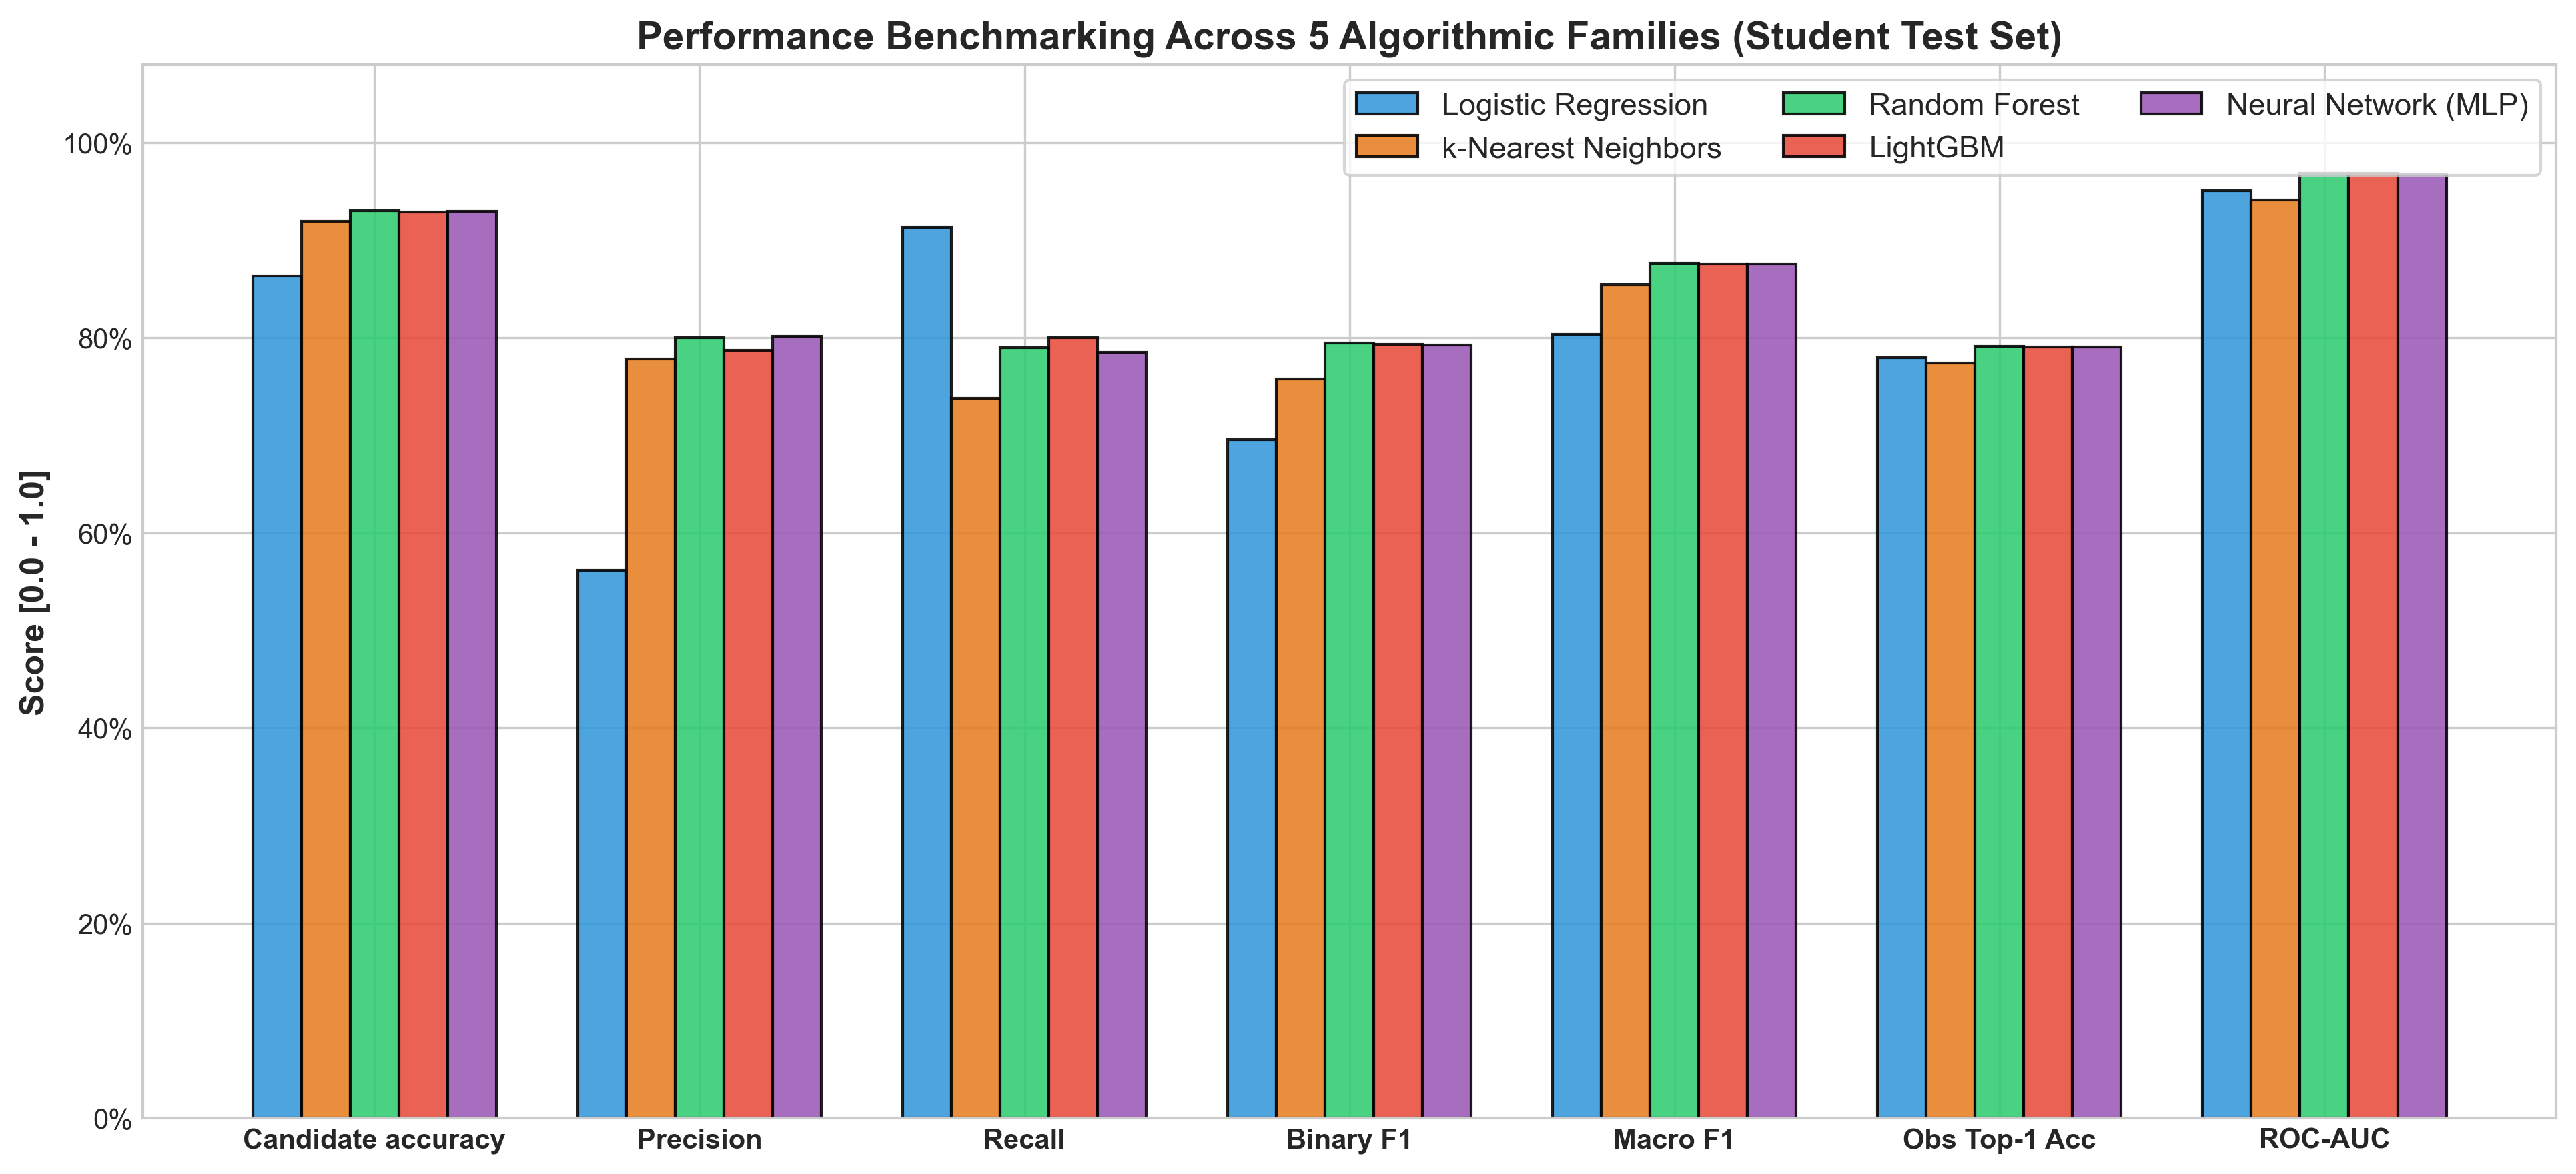 Performance Benchmarking Across 5 Algorithmic Families (Student Test Set)
Logistic Regression
k-Nearest Neighbors
Random Forest
LightGBM
Neural Network (MLP)
Score [0.0 - 1.0]
100%
80%
60%
40%
20%
0%
Candidate accuracy
Precision
Recall
Binary F1
Macro F1
Obs Top-1 Acc
ROC-AUC